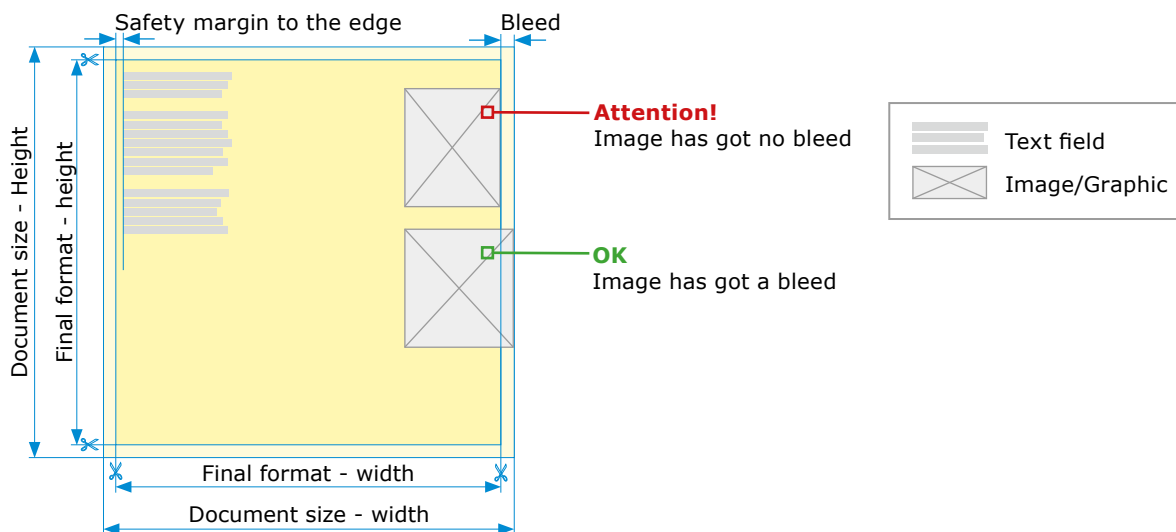 Safety margin to the edge
Bleed
Document size - Height
Final format - height
Attention!
Image has got no bleed
OK
Image has got a bleed
Text field
Image/Graphic
Final format - width
Document size - width